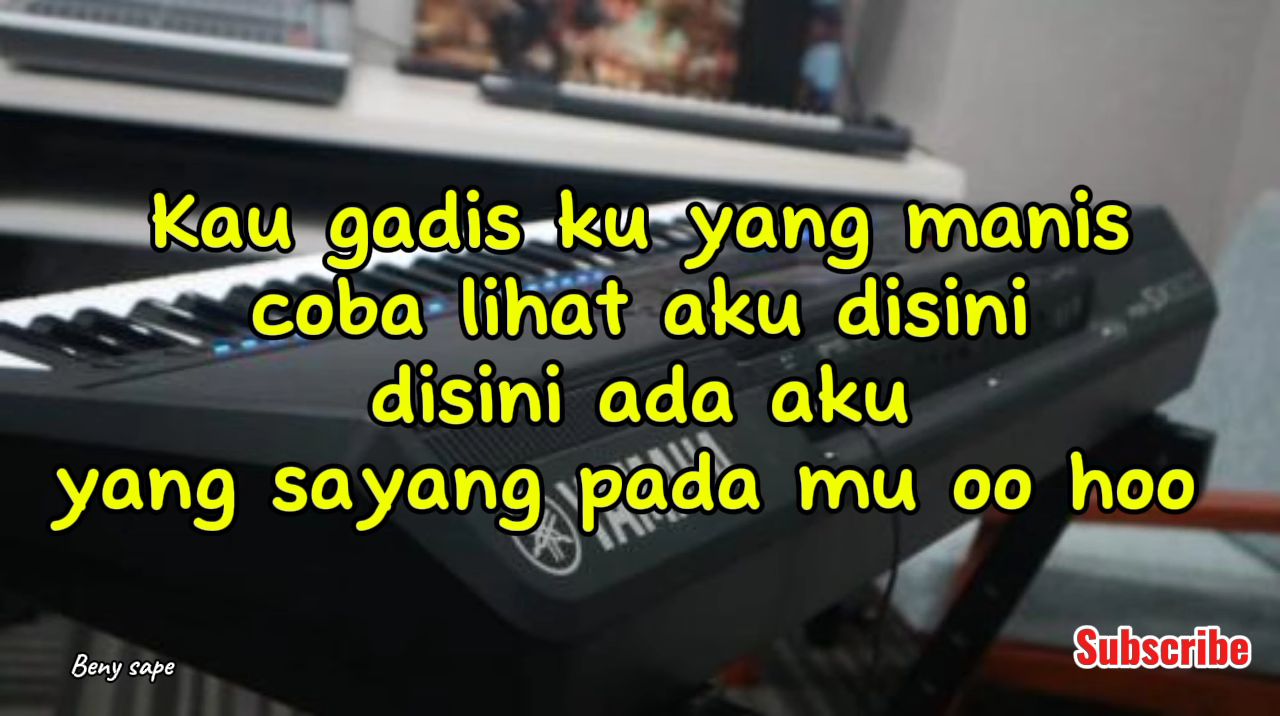 Kau gadis ku yang manis
coba lihat aku disini
disini ada aku
yang sayang pada mu oo hoo
YAMAHA
Beny sape
Subscribe